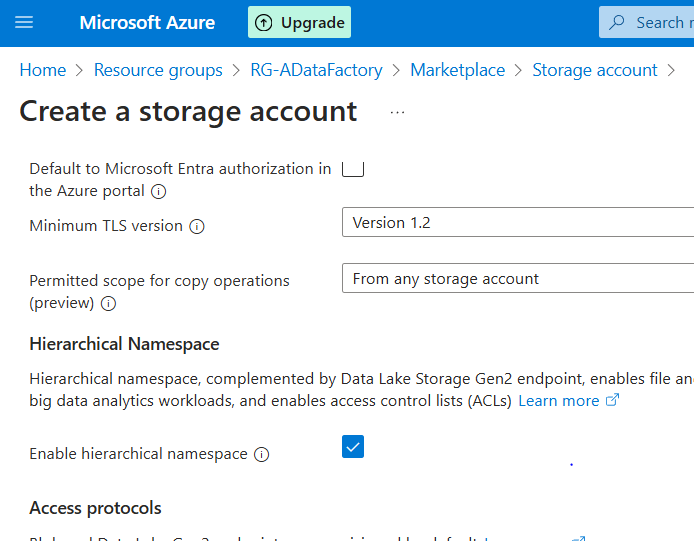 Microsoft Azure
Upgrade
Search
Home > Resource groups > RG-ADataFactory > Marketplace > Storage account >
Create a storage account ...
Default to Microsoft Entra authorization in
the Azure portal
Minimum TLS version
Version 1.2
Permitted scope for copy operations
(preview)
From any storage account
Hierarchical Namespace
Hierarchical namespace, complemented by Data Lake Storage Gen2 endpoint, enables file
big data analytics workloads, and enables access control lists (ACLs) Learn more
Enable hierarchical namespace
Access protocols